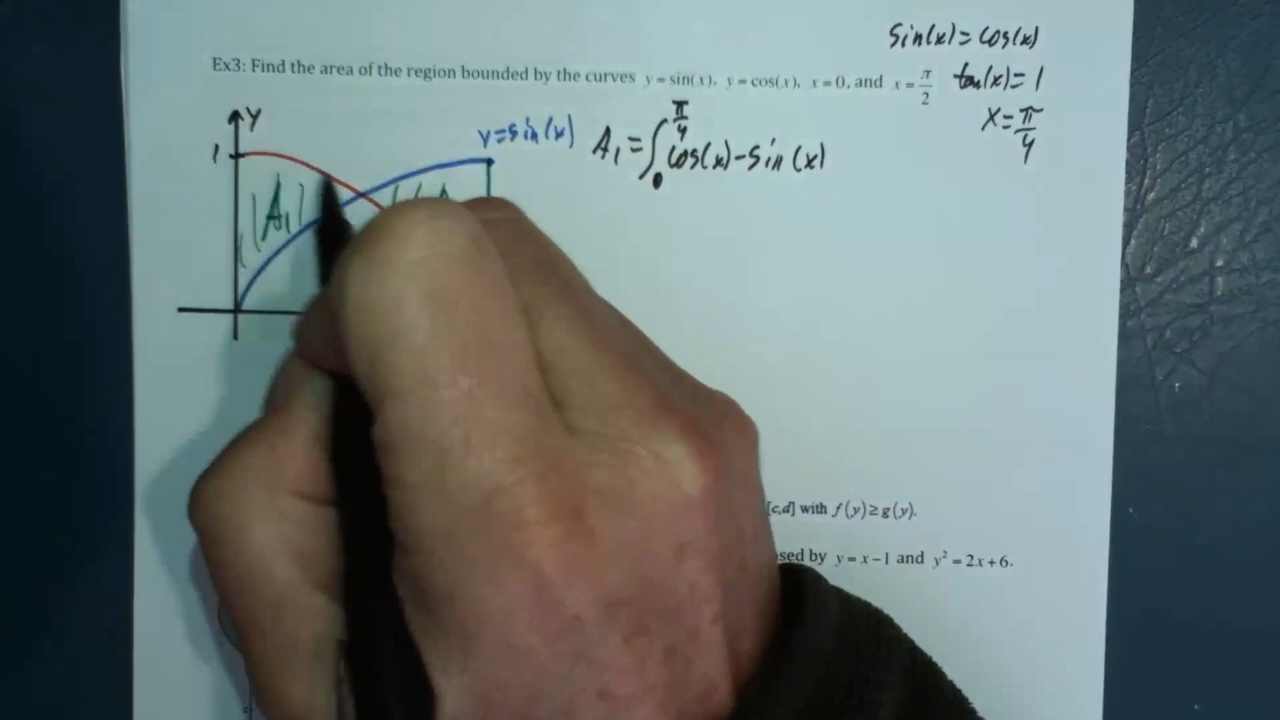 sin(x)=cos(x)
Ex3: Find the area of the region bounded by the curves y=sin(x), y=cos(x), x=0, and x=π/2
tan(x)=1
x=π/4
y
1
y=sin(x)
A₁=∫₀^(π/4) cos(x)-sin(x)
A₁
[c,d] with f(y)≥g(y).
by y=x-1 and y²=2x+6.